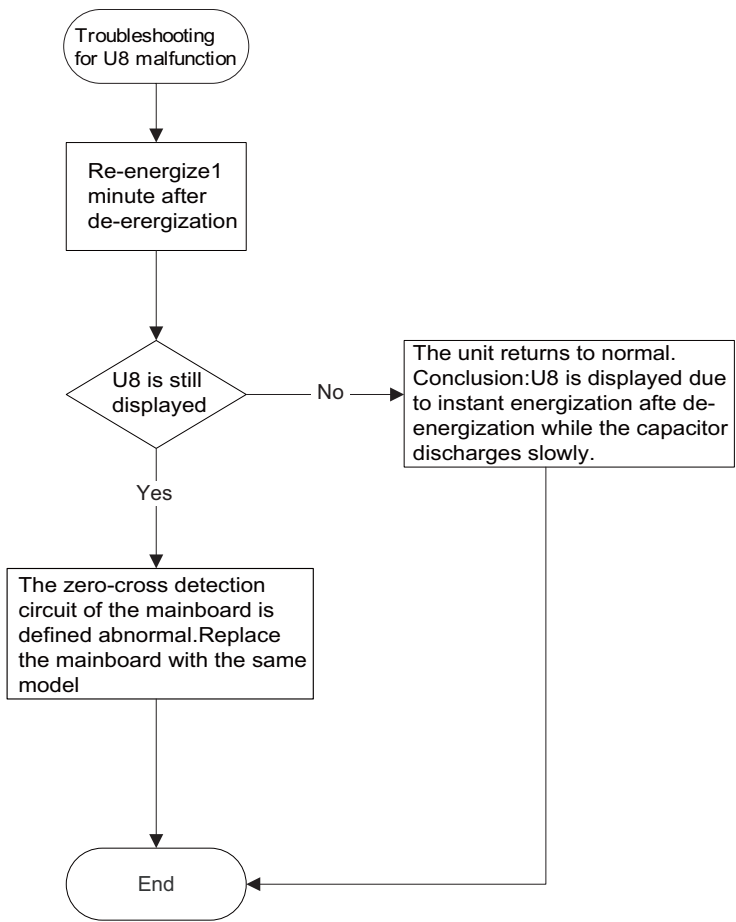 Troubleshooting
for U8 malfunction
Re-energize1
minute after
de-erergization
U8 is still
displayed
No
The unit returns to normal.
Conclusion:U8 is displayed due
to instant energization afte de-
energization while the capacitor
discharges slowly.
Yes
The zero-cross detection
circuit of the mainboard is
defined abnormal.Replace
the mainboard with the same
model
End